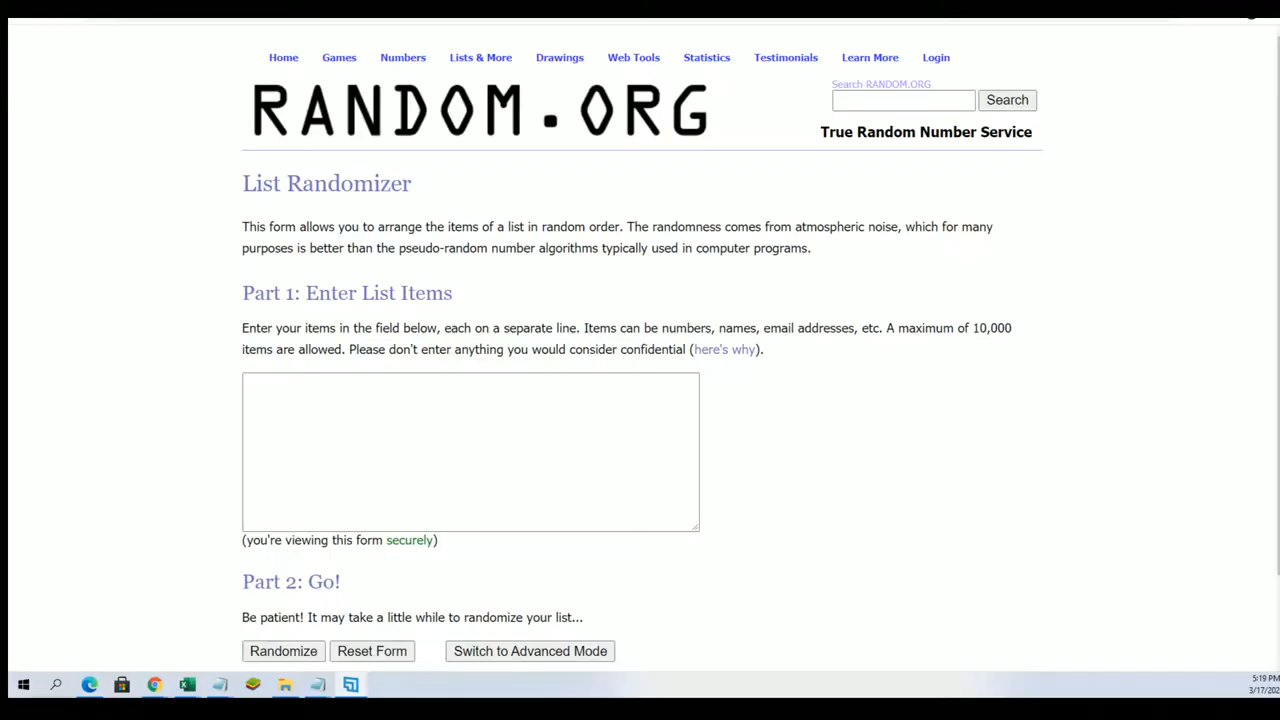 Home Games Numbers Lists & More Drawings Web Tools Statistics Testimonials Learn More Login
RANDOM.ORG
Search RANDOM.ORG
Search
True Random Number Service
List Randomizer
This form allows you to arrange the items of a list in random order. The randomness comes from atmospheric noise, which for many
purposes is better than the pseudo-random number algorithms typically used in computer programs.
Part 1: Enter List Items
Enter your items in the field below, each on a separate line. Items can be numbers, names, email addresses, etc. A maximum of 10,000
items are allowed. Please don't enter anything you would consider confidential (here's why).
(you're viewing this form securely)
Part 2: Go!
Be patient! It may take a little while to randomize your list...
Randomize Reset Form Switch to Advanced Mode
5:19 PM
3/17/202